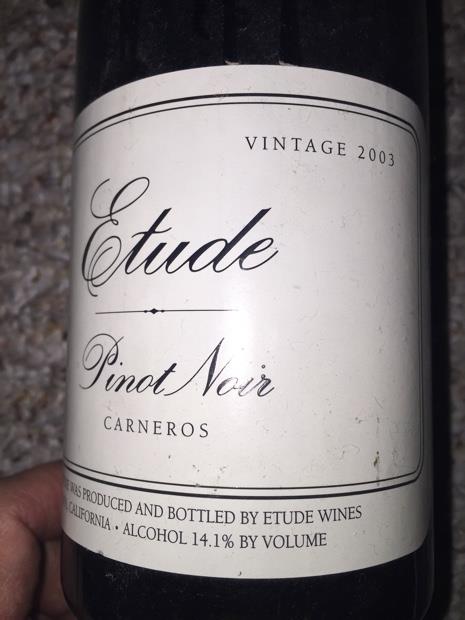 VINTAGE 2003
Etude
Pinot Noir
CARNEROS
WAS PRODUCED AND BOTTLED BY ETUDE WINES
CALIFORNIA • ALCOHOL 14.1% BY VOLUME